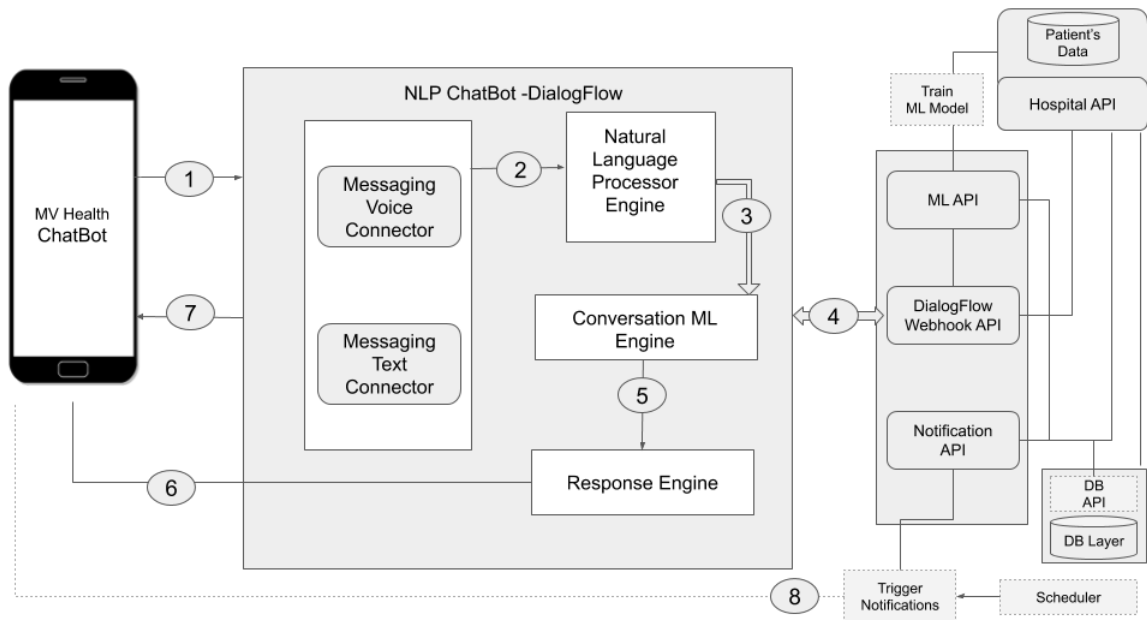 Patient's
Data
Train
ML Model
Hospital API
NLP ChatBot -DialogFlow
Natural
Language
Processor
Engine
1
2
Messaging
Voice
Connector
3
ML API
MV Health
ChatBot
7
4
DialogFlow
Webhook API
Conversation ML
Engine
Messaging
Text
Connector
5
Notification
API
6
Response Engine
DB
API
DB Layer
8
Trigger
Notifications
Scheduler